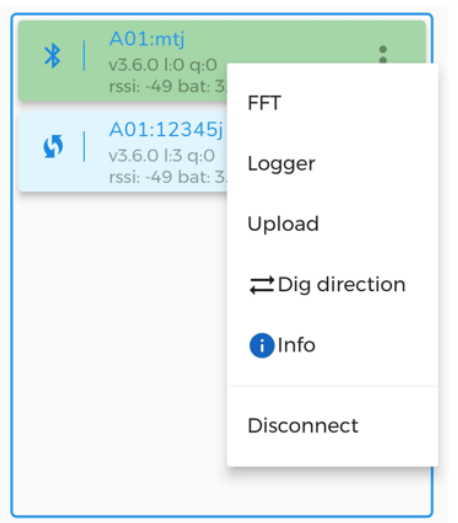 A01:mtj
v3.6.0 l:0 q:0
rssi: -49 bat: 3.
A01:12345j
v3.6.0 l:3 q:0
rssi: -49 bat: 3.
FFT
Logger
Upload
Dig direction
Info
Disconnect